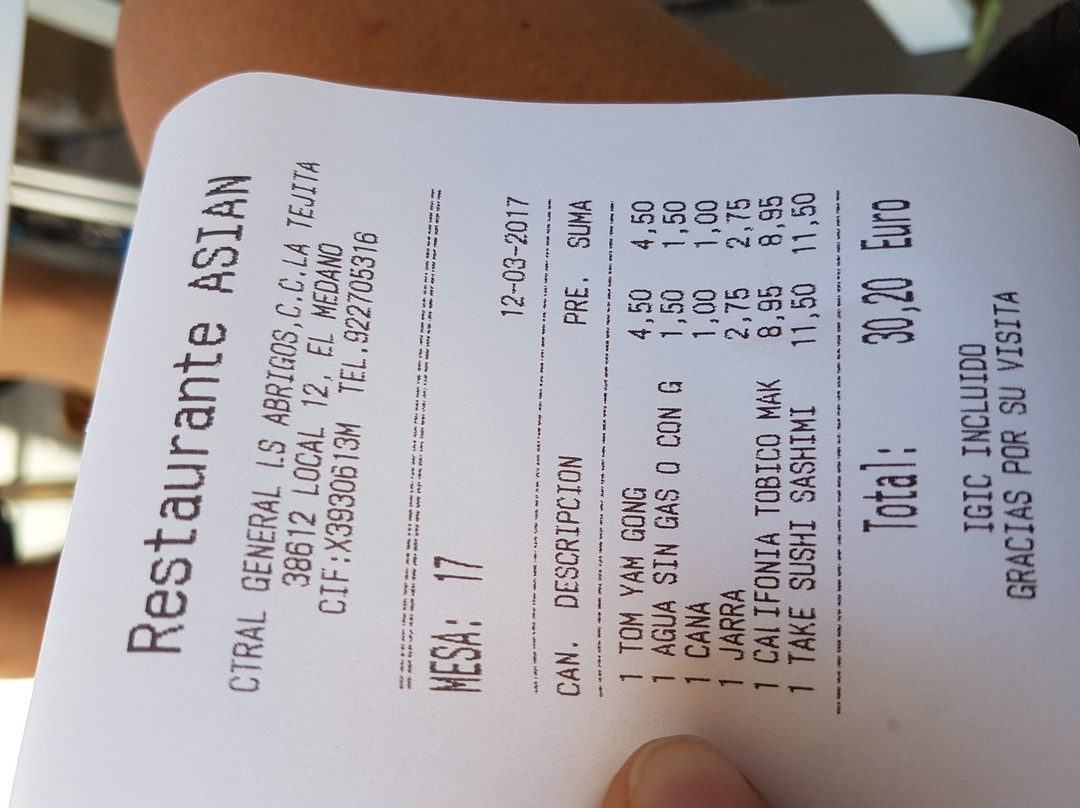 Restaurante ASIAN
CTRAL GENERAL LS ABRIGOS,C.C.LA TEJITA
38612 LOCAL 12, EL MEDANO
CIF:X3930613M TEL.922705316
MESA: 17
12-03-2017
CAN. DESCRIPCION PRE. SUMA
1 TOM YAM GONG 4,50 4,50
1 AGUA SIN GAS O CON G 1,50 1,50
1 CANA 1,00 1,00
1 JARRA 2,75 2,75
1 CALIFONIA TOBICO MAK 8,95 8,95
1 TAKE SUSHI SASHIMI 11,50 11,50
Total: 30,20 Euro
IGIC INCLUIDO
GRACIAS POR SU VISITA